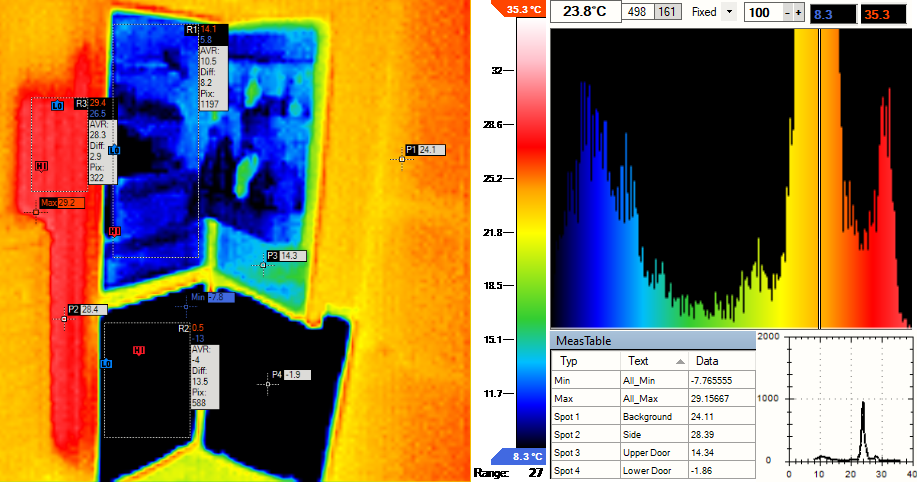 R1 14.1
5.8
AVR:
10.5
Diff:
8.2
Pix:
1197
R3 29.4
26.5
AVR:
28.3
Diff:
2.9
Pix:
322
Lo
Lo
HI
HI
Max 29.2
P1 24.1
P3 14.3
Min -7.8
P2 28.4
R2 0.5
-13
AVR:
-4
Diff:
13.5
Pix:
588
HI
Lo
P4 -1.9
35.3 °C
32
28.6
25.2
21.8
18.5
15.1
11.7
8.3 °C
Range: 27
23.8°C 498 161 Fixed 100 - + 8.3 35.3
MeasTable
Typ Text Data
Min All_Min -7.765555
Max All_Max 29.15667
Spot 1 Background 24.11
Spot 2 Side 28.39
Spot 3 Upper Door 14.34
Spot 4 Lower Door -1.86
2000
1000
0
0 10 20 30 40